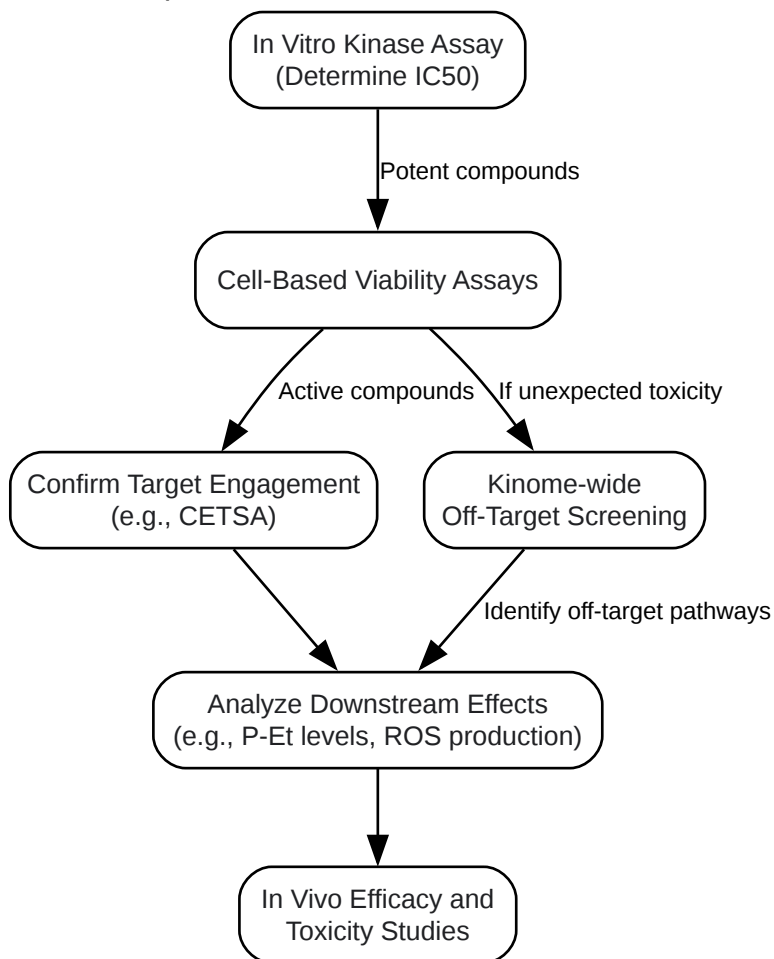 In Vitro Kinase Assay
(Determine IC50)
Potent compounds
Cell-Based Viability Assays
Active compounds
If unexpected toxicity
Confirm Target Engagement
(e.g., CETSA)
Kinome-wide
Off-Target Screening
Identify off-target pathways
Analyze Downstream Effects
(e.g., P-Et levels, ROS production)
In Vivo Efficacy and
Toxicity Studies